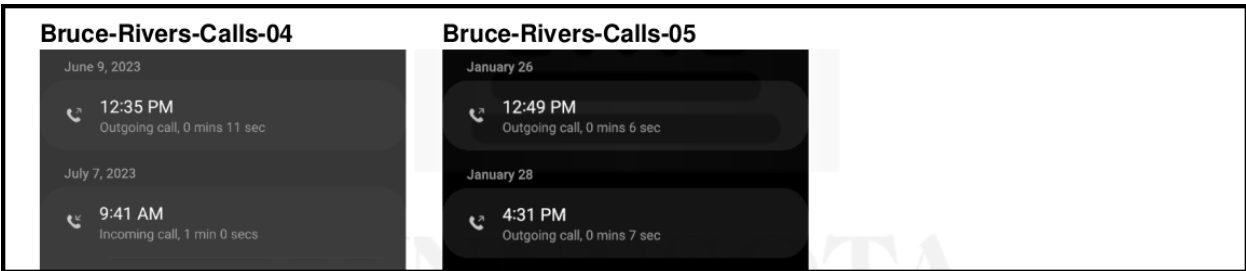 Bruce-Rivers-Calls-04
June 9, 2023
12:35 PM
Outgoing call, 0 mins 11 sec
July 7, 2023
9:41 AM
Incoming call, 1 min 0 secs
Bruce-Rivers-Calls-05
January 26
12:49 PM
Outgoing call, 0 mins 6 sec
January 28
4:31 PM
Outgoing call, 0 mins 7 sec